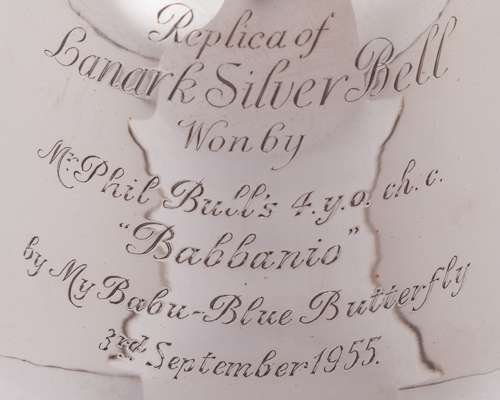 Replica of
Lanark Silver Bell
Won by
Mr. Phil Bull's 4.y.o. ch. c.
"Babbanio"
by My Babu-Blue Butterfly
3rd September 1955.